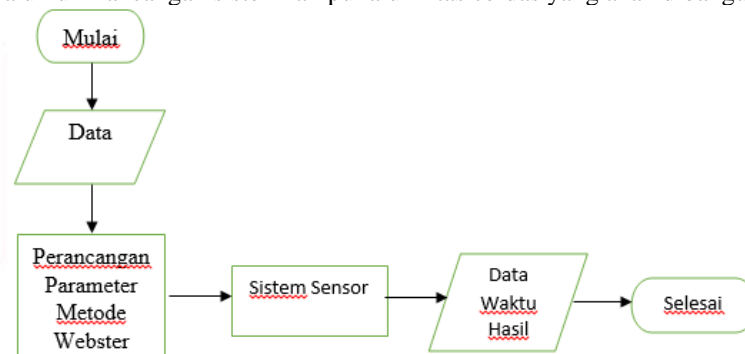 Mulai
Data
Perancangan
Parameter
Metode
Webster
Sistem Sensor
Data
Waktu
Hasil
Selesai